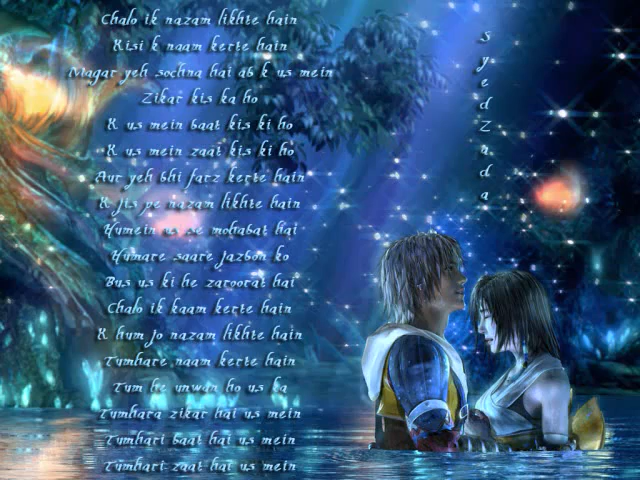 Chalo ik nazam likhte hain
Kisi k naam kerte hain
Magar yeh sochna hai ab k us mein
Zikar kis ka ho
K us mein baat kis ki ho
K us mein zaat kis ki ho
Aur yeh bhi farz kerte hain
K jis pe nazam likhte hain
Humein us se mohabat hai
Humare saare jazbon ko
Bus us ki he zaroorat hai
Chalo ik kaam kerte hain
K hum jo nazam likhte hain
Tumhare naam kerte hain
Tum he unwan ho us ka
Tumhara zikar hai us mein
Tumhari baat hai us mein
Tumhari zaat hai us mein
SyedZada